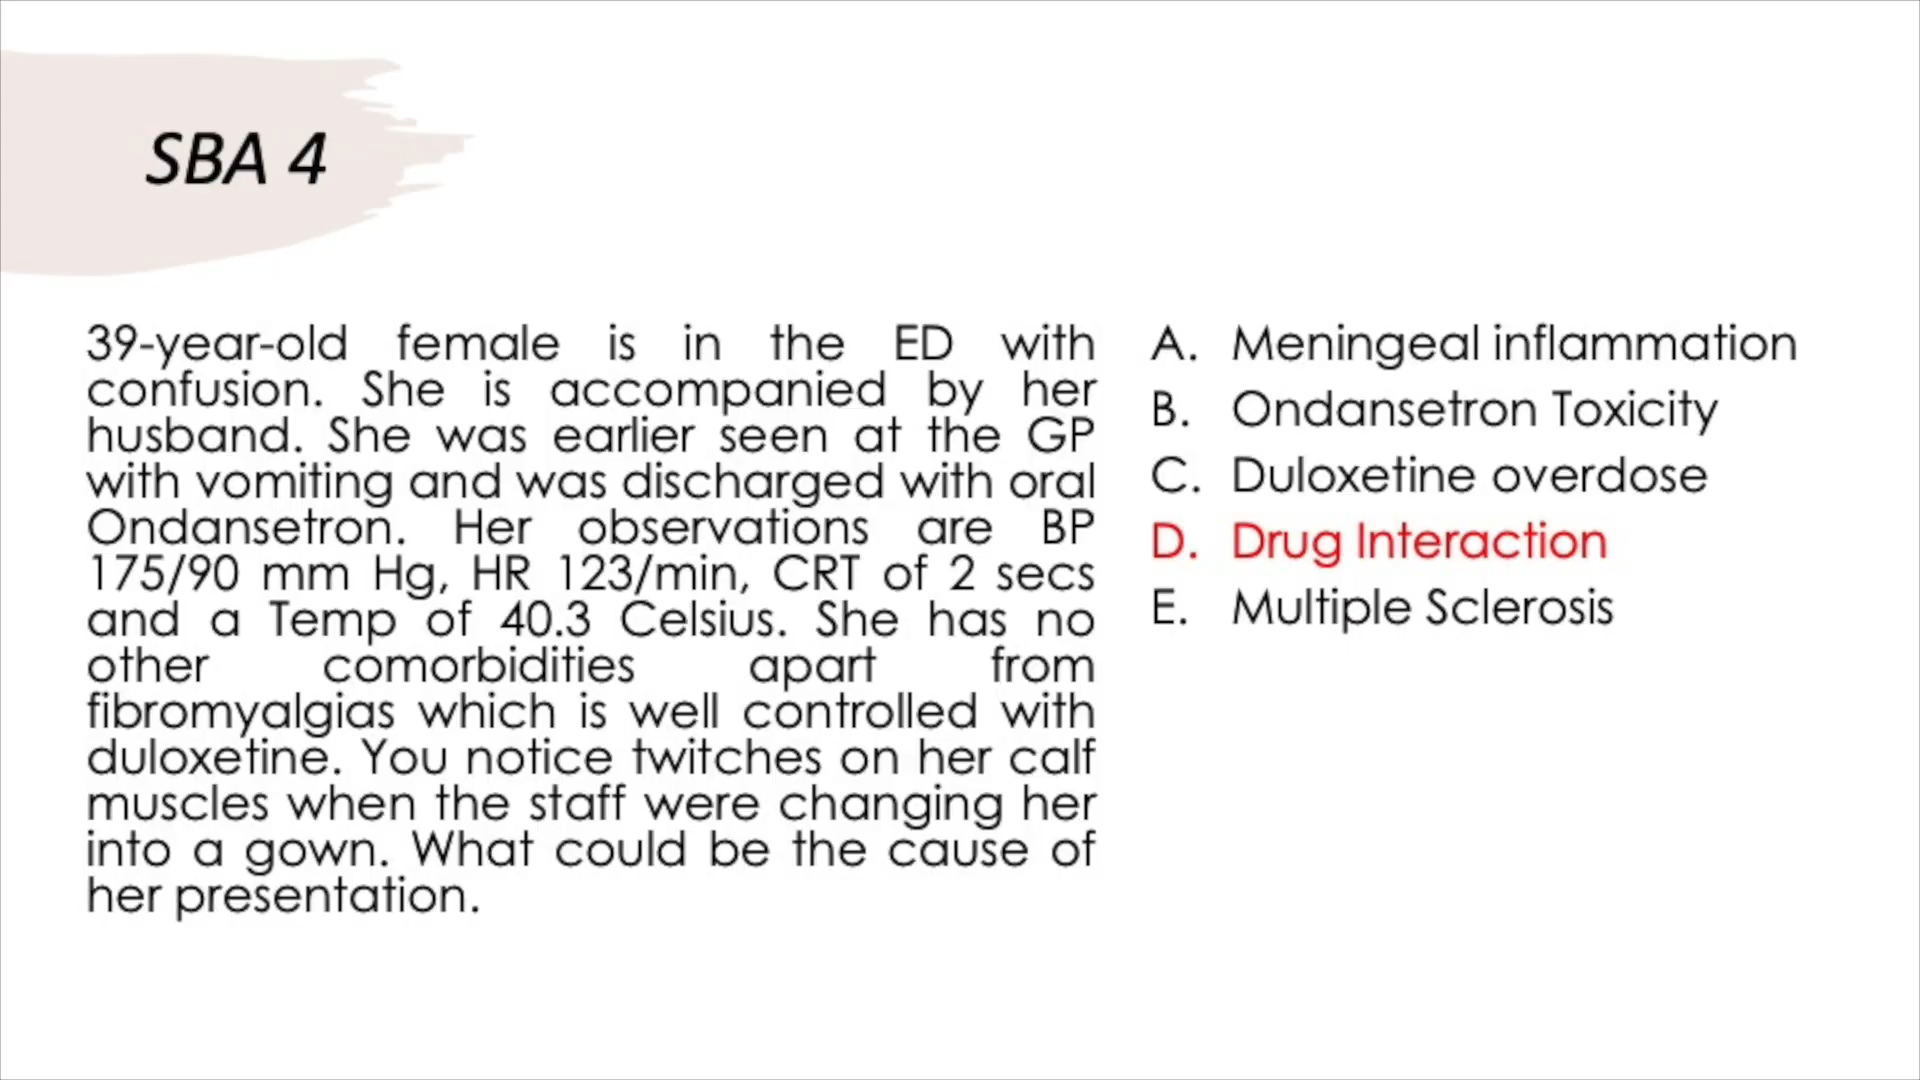 SBA 4
39-year-old female is in the ED with
confusion. She is accompanied by her
husband. She was earlier seen at the GP
with vomiting and was discharged with oral
Ondansetron. Her observations are BP
175/90 mm Hg, HR 123/min, CRT of 2 secs
and a Temp of 40.3 Celsius. She has no
other comorbidities apart from
fibromyalgias which is well controlled with
duloxetine. You notice twitches on her calf
muscles when the staff were changing her
into a gown. What could be the cause of
her presentation.
A. Meningeal inflammation
B. Ondansetron Toxicity
C. Duloxetine overdose
D. Drug Interaction
E. Multiple Sclerosis